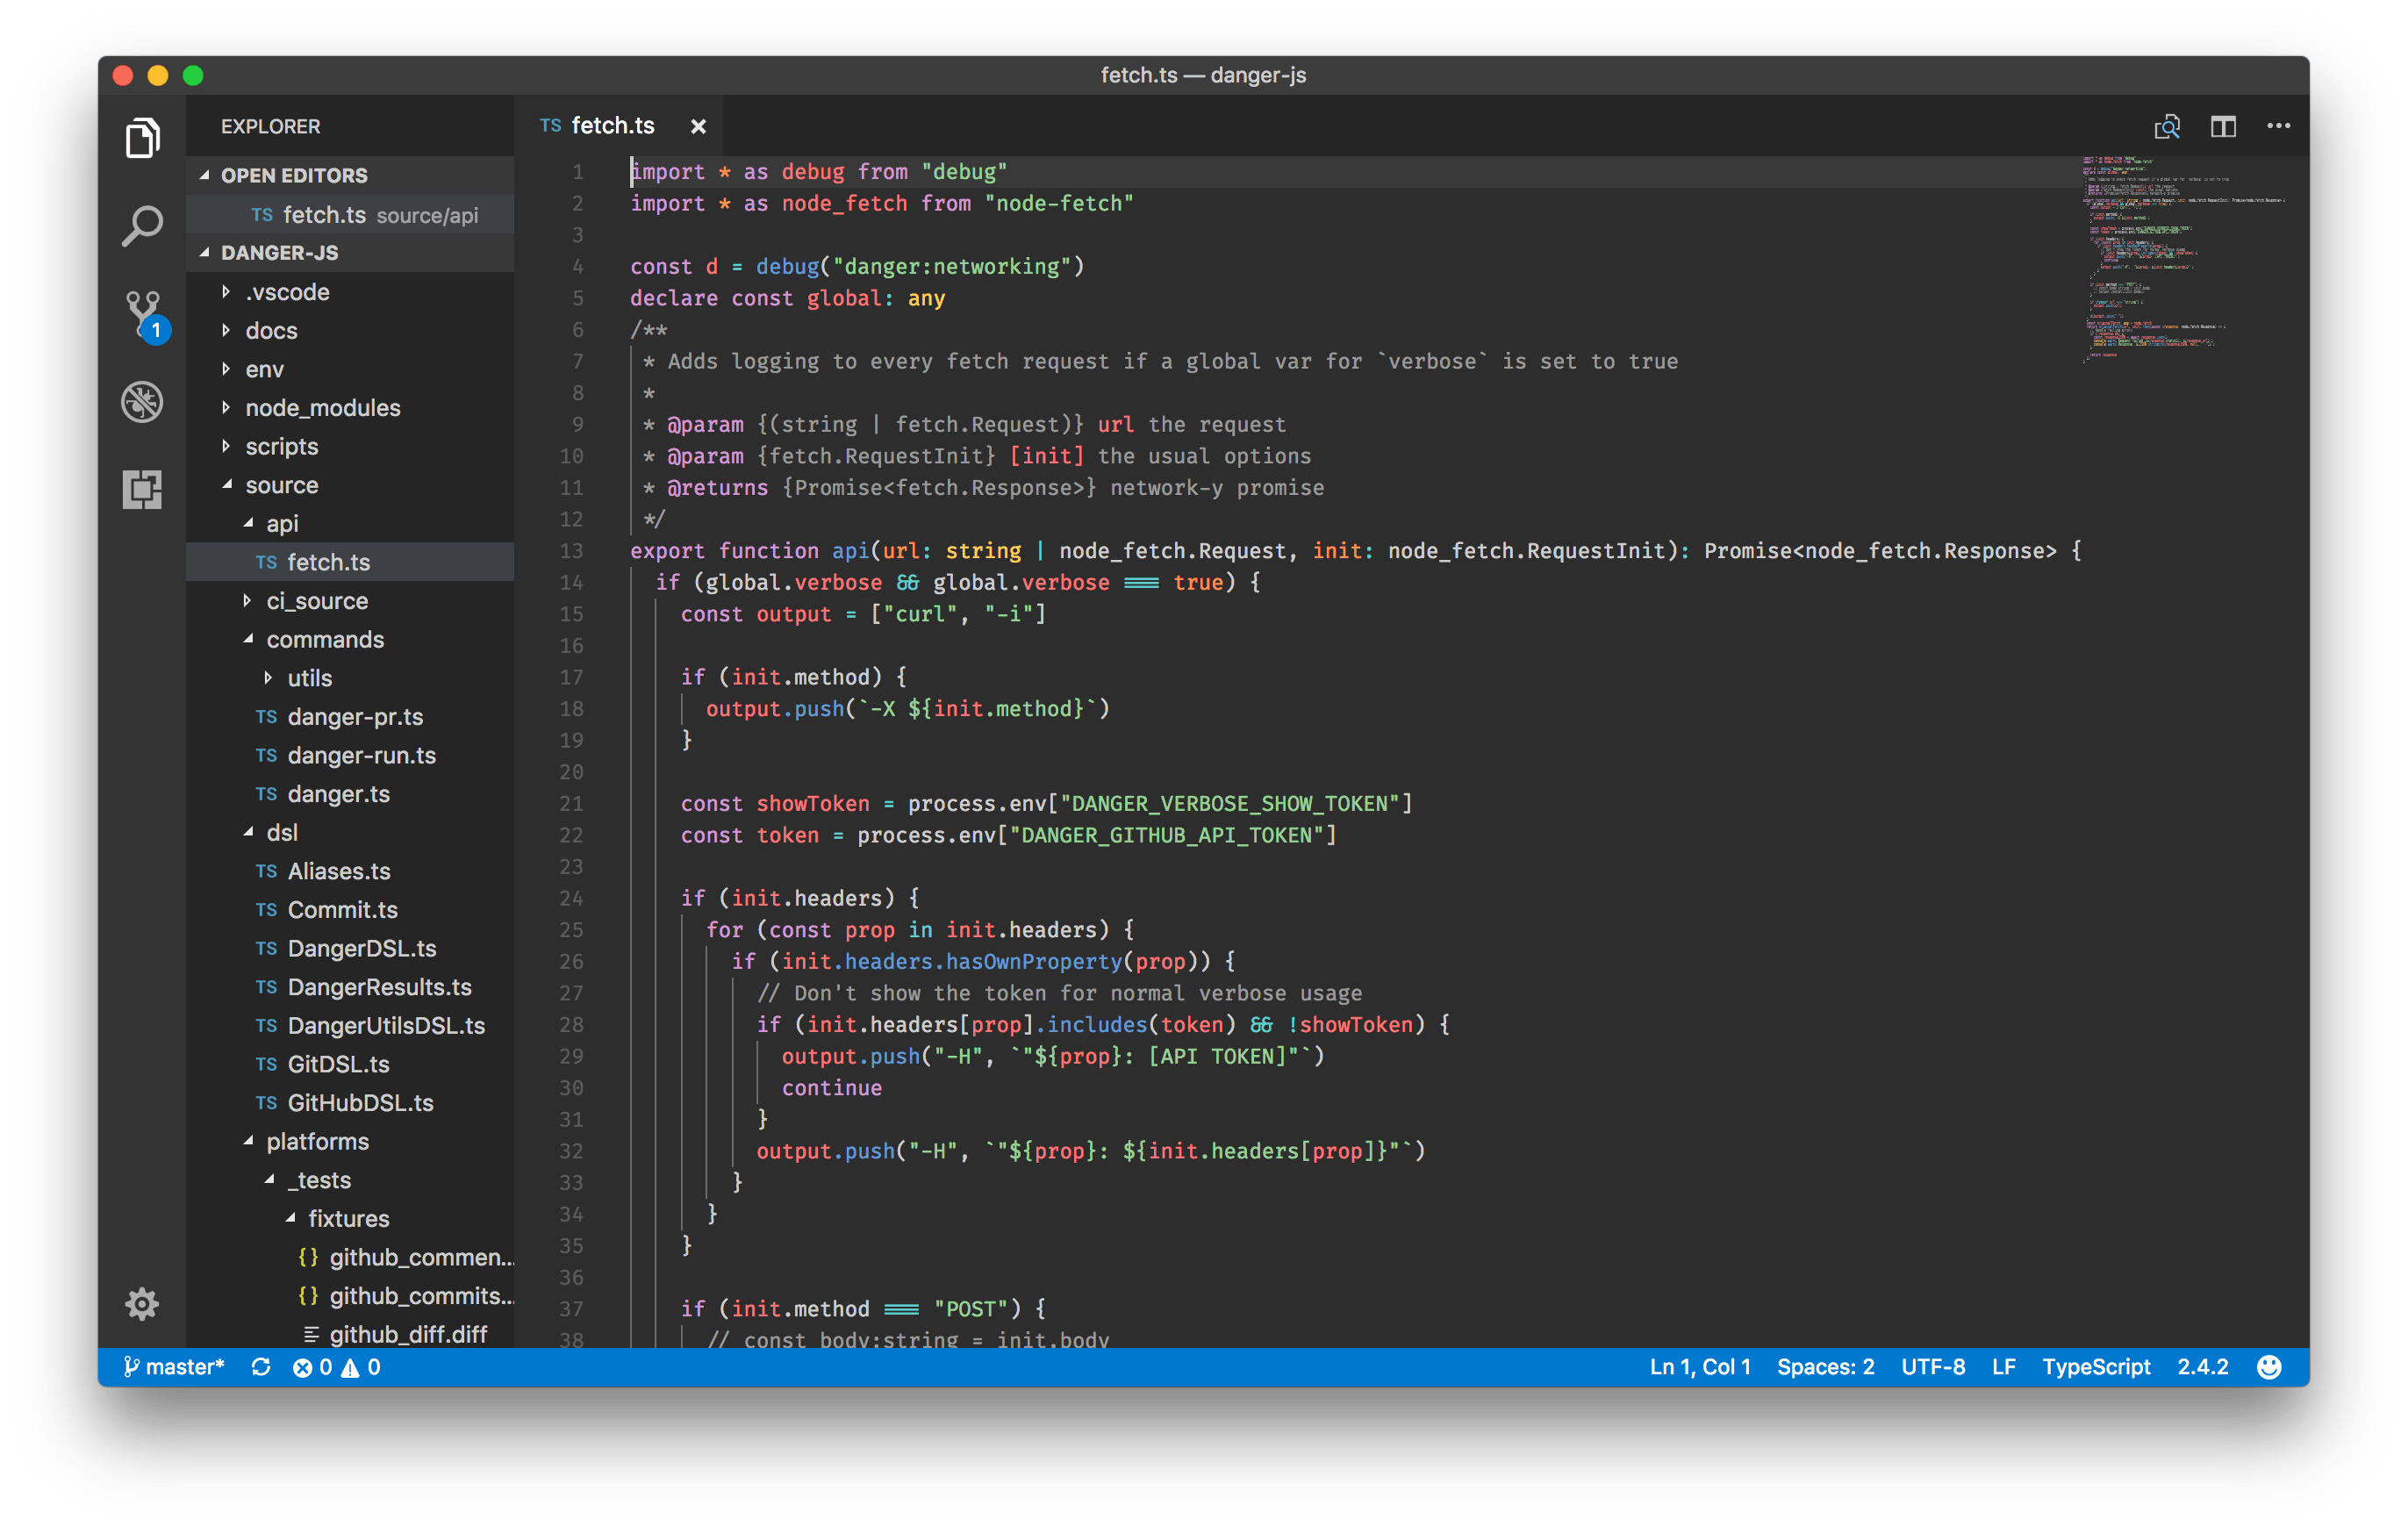 fetch.ts — danger-js
EXPLORER
OPEN EDITORS
TS fetch.ts source/api
DANGER-JS
.vscode
docs
env
node_modules
scripts
source
api
TS fetch.ts
ci_source
commands
utils
TS danger-pr.ts
TS danger-run.ts
TS danger.ts
dsl
TS Aliases.ts
TS Commit.ts
TS DangerDSL.ts
TS DangerResults.ts
TS DangerUtilsDSL.ts
TS GitDSL.ts
TS GitHubDSL.ts
platforms
_tests
fixtures
{} github_commen...
{} github_commits...
github_diff.diff
1
TS fetch.ts ×
1 import * as debug from "debug"
2 import * as node_fetch from "node-fetch"
3
4 const d = debug("danger:networking")
5 declare const global: any
6 /**
7 * Adds logging to every fetch request if a global var for `verbose` is set to true
8 *
9 * @param {(string | fetch.Request)} url the request
10 * @param {fetch.RequestInit} [init] the usual options
11 * @returns {Promise<fetch.Response>} network-y promise
12 */
13 export function api(url: string | node_fetch.Request, init: node_fetch.RequestInit): Promise<node_fetch.Response> {
14 if (global.verbose && global.verbose === true) {
15 const output = ["curl", "-i"]
16
17 if (init.method) {
18 output.push(`-X ${init.method}`)
19 }
20
21 const showToken = process.env["DANGER_VERBOSE_SHOW_TOKEN"]
22 const token = process.env["DANGER_GITHUB_API_TOKEN"]
23
24 if (init.headers) {
25 for (const prop in init.headers) {
26 if (init.headers.hasOwnProperty(prop)) {
27 // Don't show the token for normal verbose usage
28 if (init.headers[prop].includes(token) && !showToken) {
29 output.push("-H", `"${prop}: [API TOKEN]"`)
30 continue
31 }
32 output.push("-H", `"${prop}: ${init.headers[prop]}"`)
33 }
34 }
35 }
36
37 if (init.method === "POST") {
38 // const body:string = init.body
master* 0 0
Ln 1, Col 1 Spaces: 2 UTF-8 LF TypeScript 2.4.2